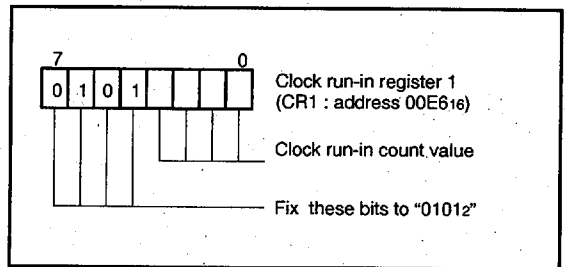 7 0
0 1 0 1
Clock run-in register 1
(CR1 : address 00E616)
Clock run-in count value
Fix these bits to “01012”